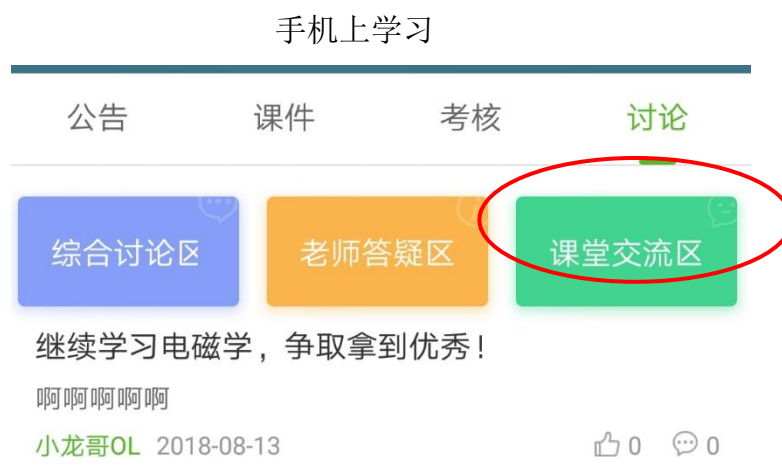 手机上学习
公告 课件 考核 讨论
综合讨论区 老师答疑区 课堂交流区
继续学习电磁学，争取拿到优秀！
啊啊啊啊啊
小龙哥OL 2018-08-13 0 0